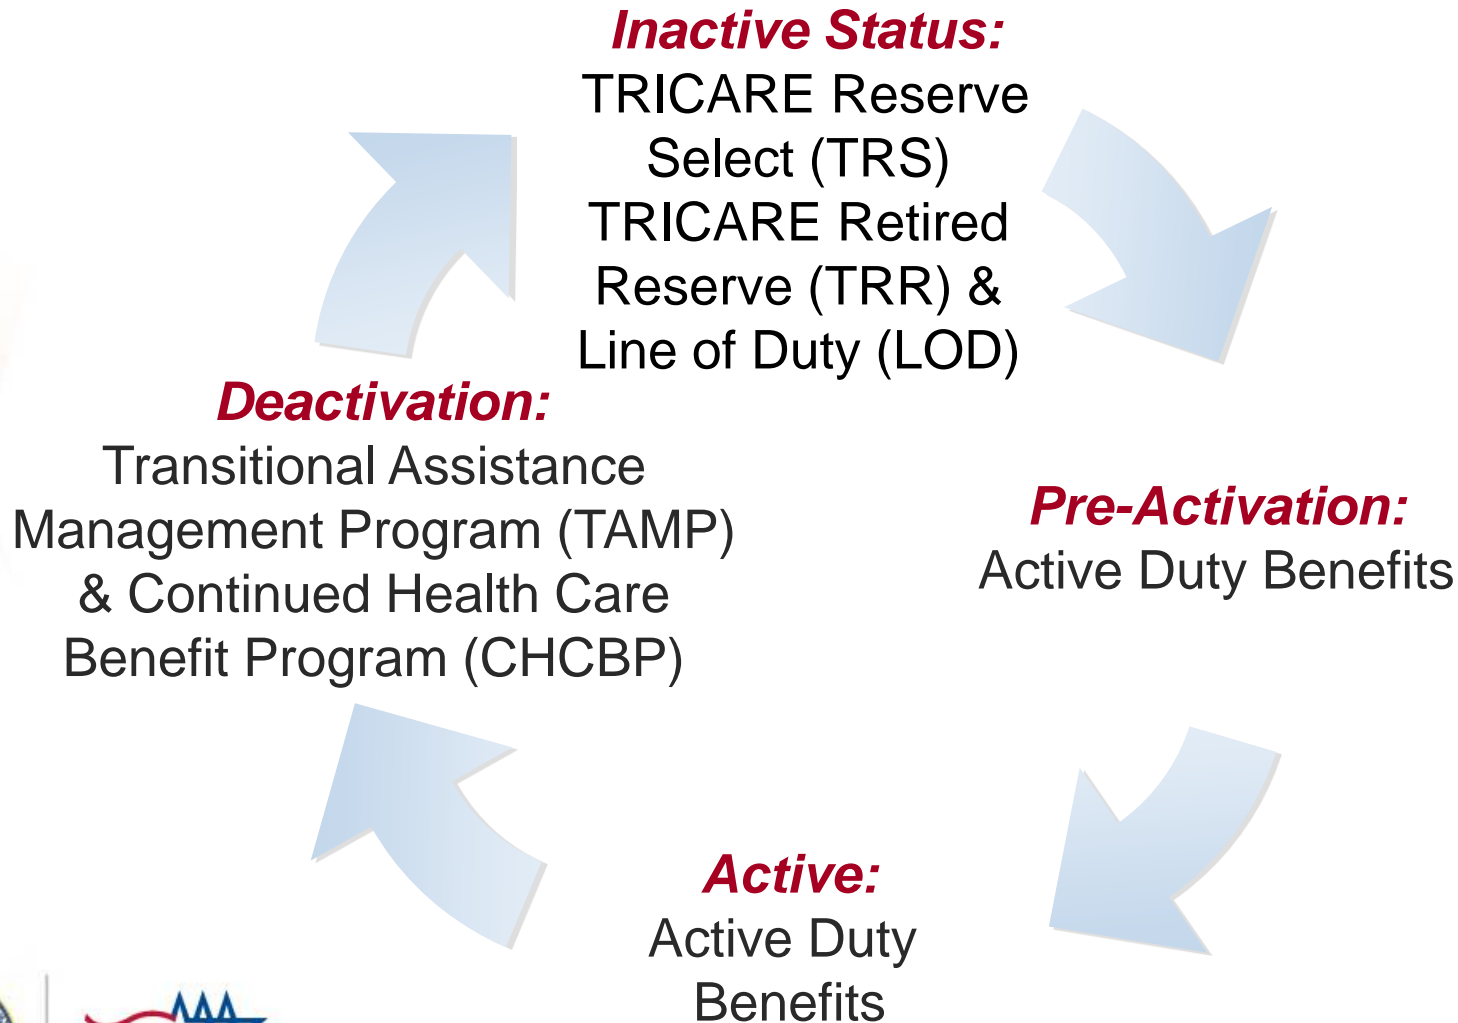 Inactive Status:
TRICARE Reserve
Select (TRS)
TRICARE Retired
Reserve (TRR) &
Line of Duty (LOD)
Deactivation:
Transitional Assistance
Management Program (TAMP)
& Continued Health Care
Benefit Program (CHCBP)
Pre-Activation:
Active Duty Benefits
Active:
Active Duty
Benefits